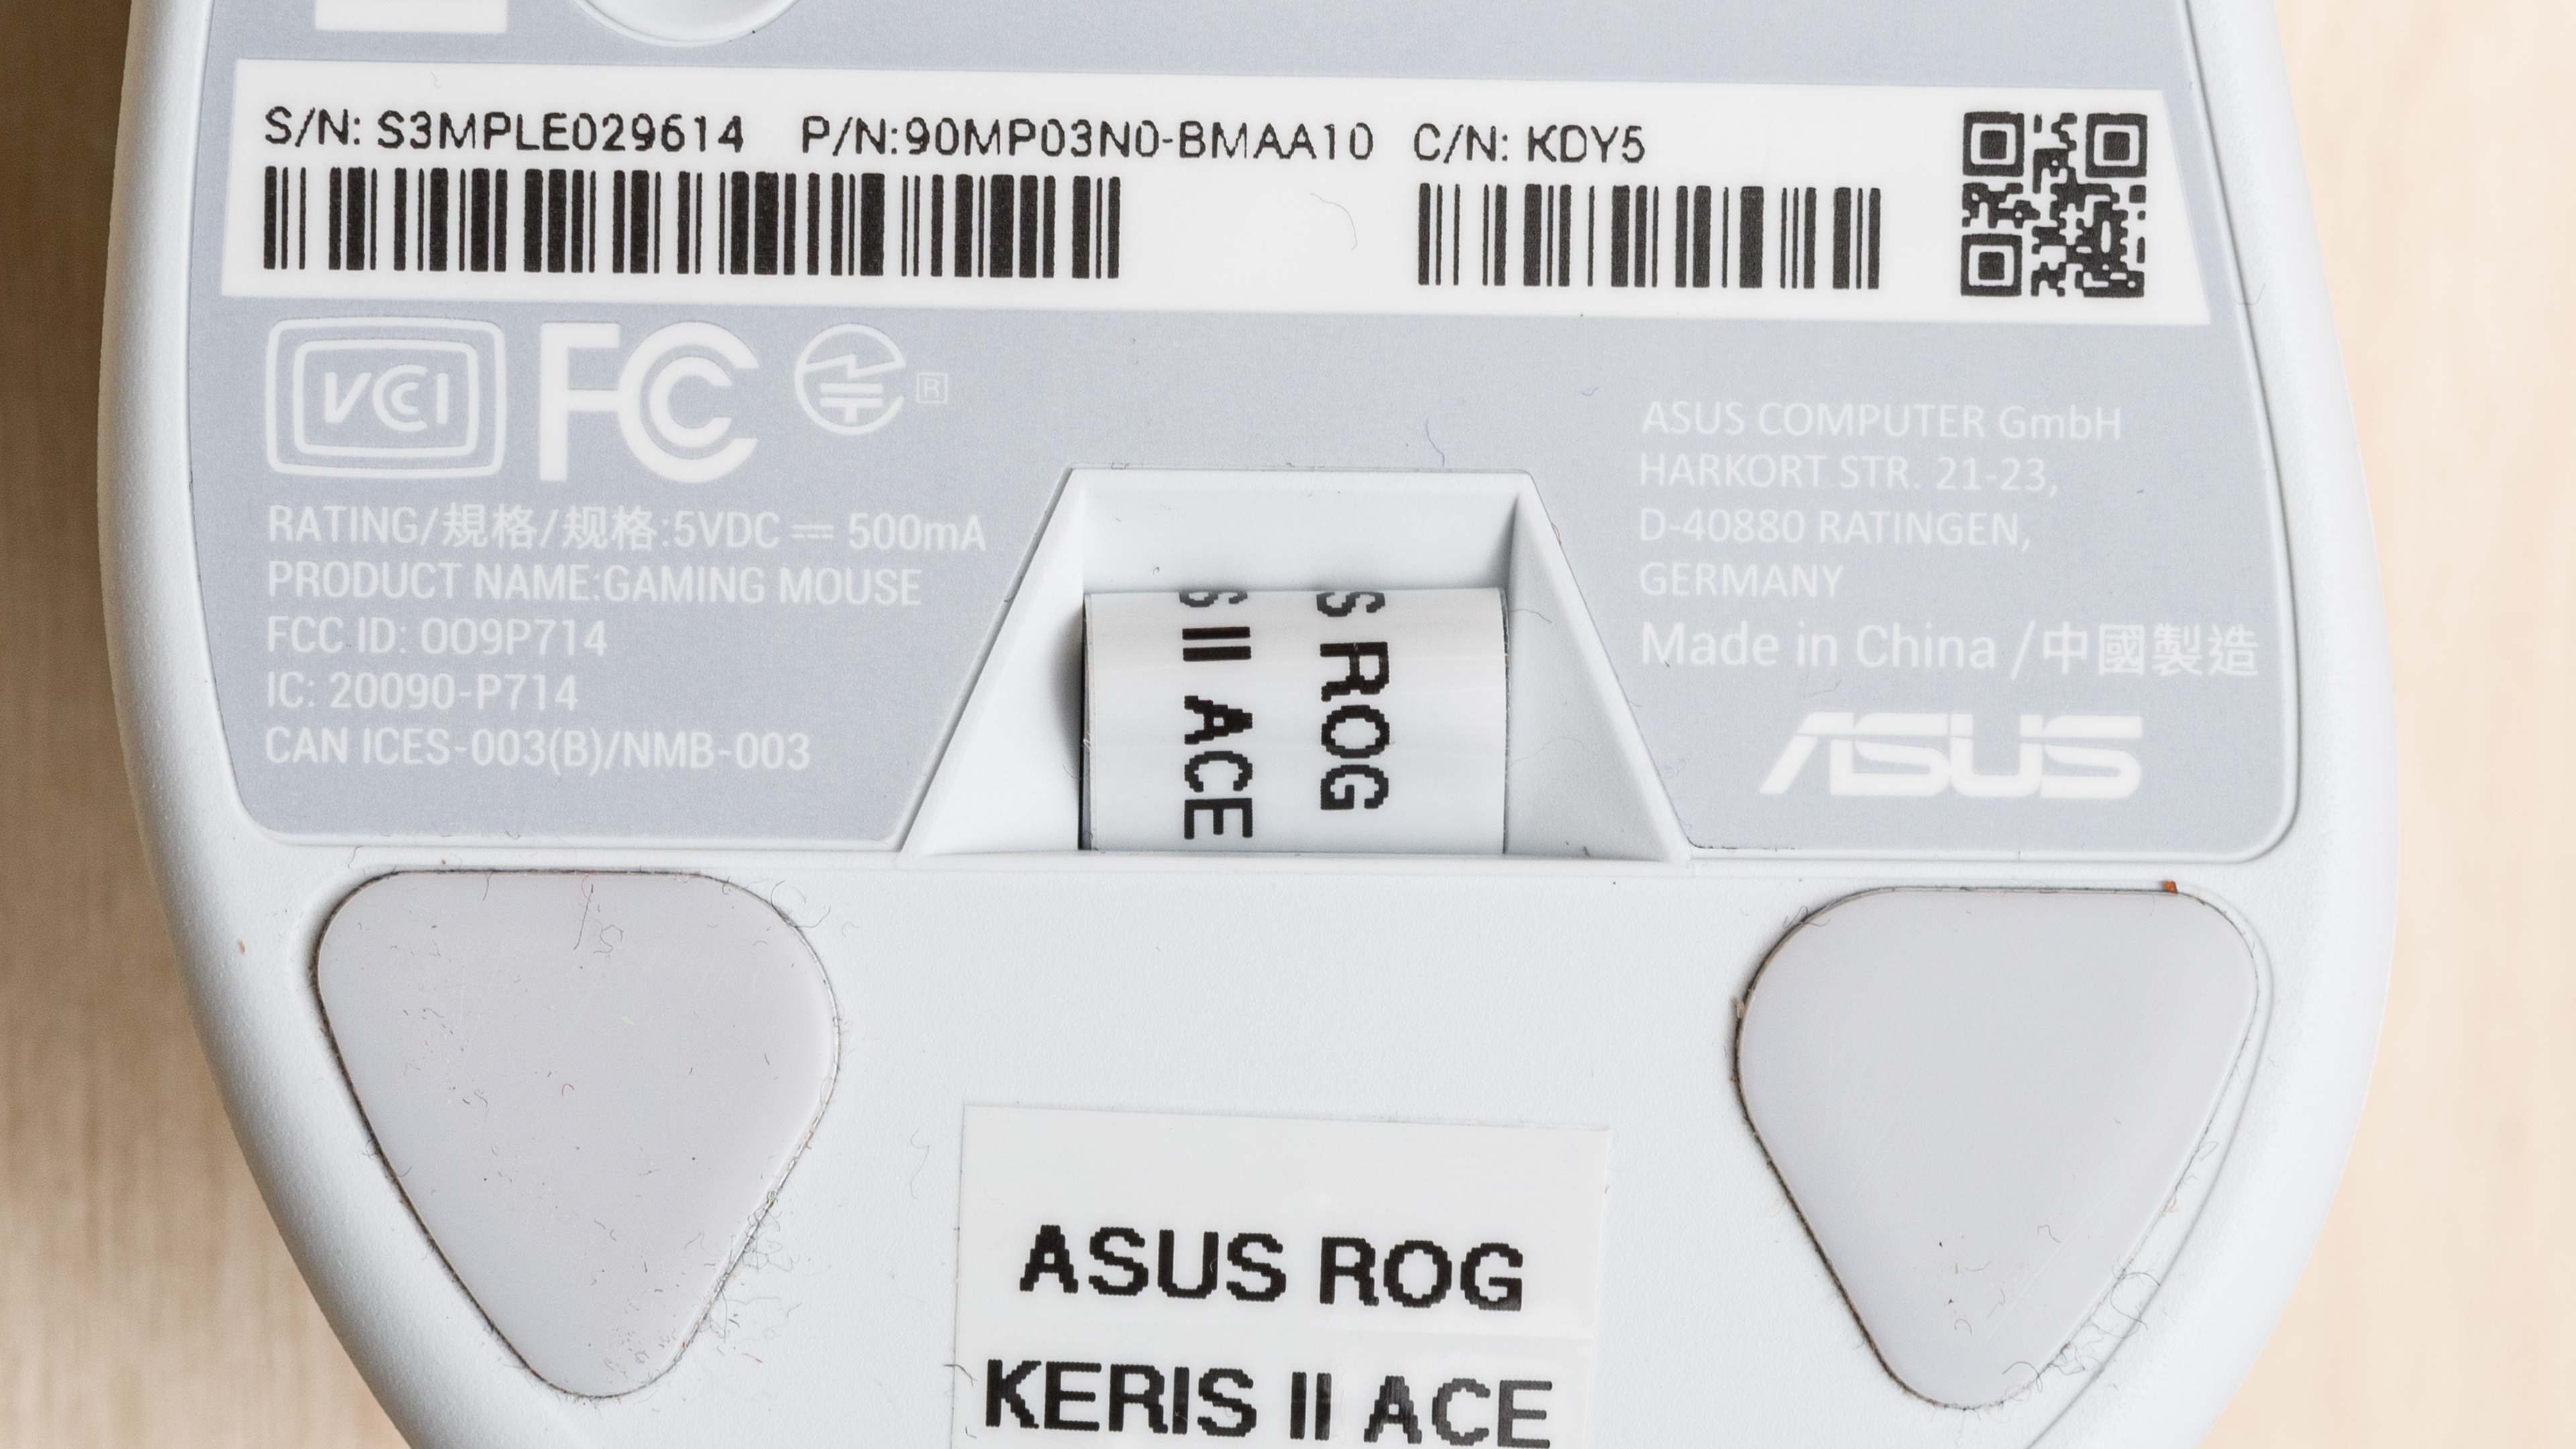 S/N: S3MPLE029614 P/N:90MP03N0-BMAA10 C/N: KDY5
VCCI FC R
RATING/規格/规格:5VDC ⎓ 500mA
PRODUCT NAME:GAMING MOUSE
FCC ID: OO9P714
IC: 20090-P714
CAN ICES-003(B)/NMB-003
ASUS COMPUTER GmbH
HARKORT STR. 21-23,
D-40880 RATINGEN,
GERMANY
Made in China /中國製造
ASUS
S ROG
S II ACE
ASUS ROG
KERIS II ACE